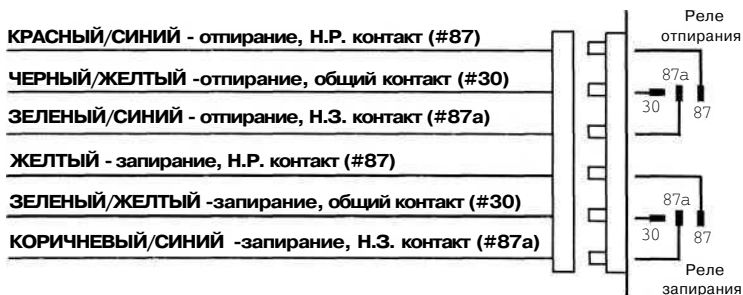 КРАСНЫЙ/СИНИЙ - отпирание, Н.Р. контакт (#87)
ЧЕРНЫЙ/ЖЕЛТЫЙ -отпирание, общий контакт (#30)
ЗЕЛЕНЫЙ/СИНИЙ - отпирание, Н.З. контакт (#87а)
ЖЕЛТЫЙ - запирание, Н.Р. контакт (#87)
ЗЕЛЕНЫЙ/ЖЕЛТЫЙ -запирание, общий контакт (#30)
КОРИЧНЕВЫЙ/СИНИЙ -запирание, Н.З. контакт (#87а)
Реле
отпирания
87а
30
87
87а
30
87
Реле
запирания